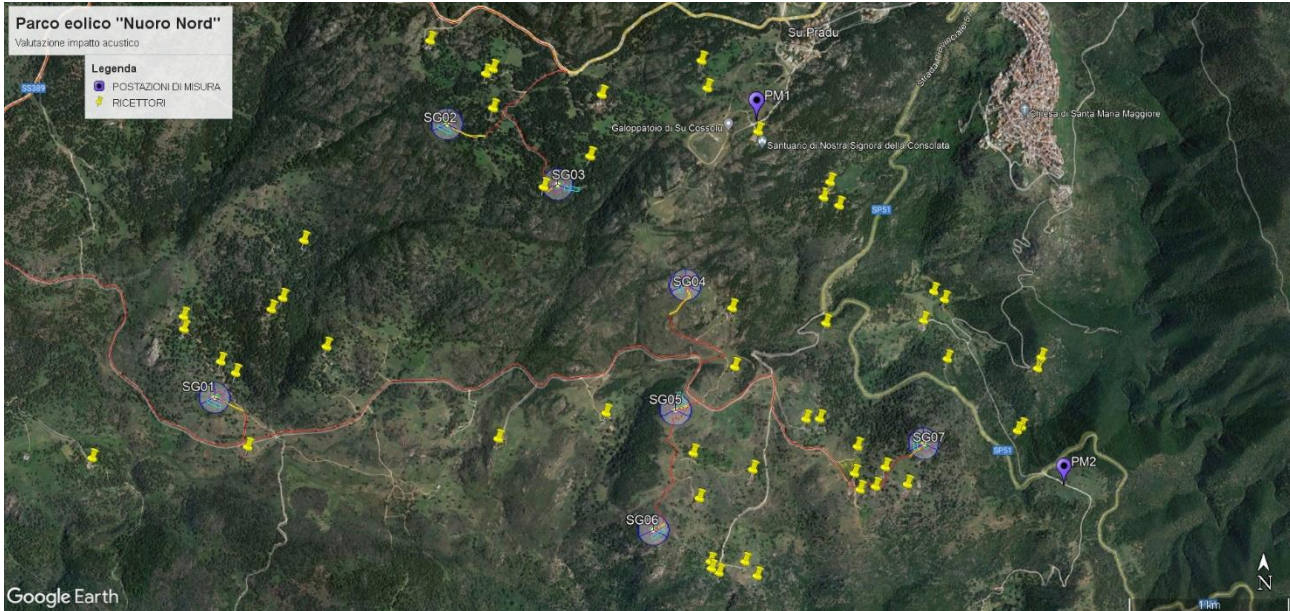 Parco eolico "Nuoro Nord"
Valutazione impatto acustico
Legenda
POSTAZIONI DI MISURA
RICETTORI
SS389
Su Pradu
PM1
SG02
Galoppatoio di Su Cossolu
Santuario di Nostra Signora della Consolata
Chiesa di Santa Maria Maggiore
SG03
SP51
SG04
SG01
SG05
SG07
SP51
PM2
SG06
Google Earth
N
1 km